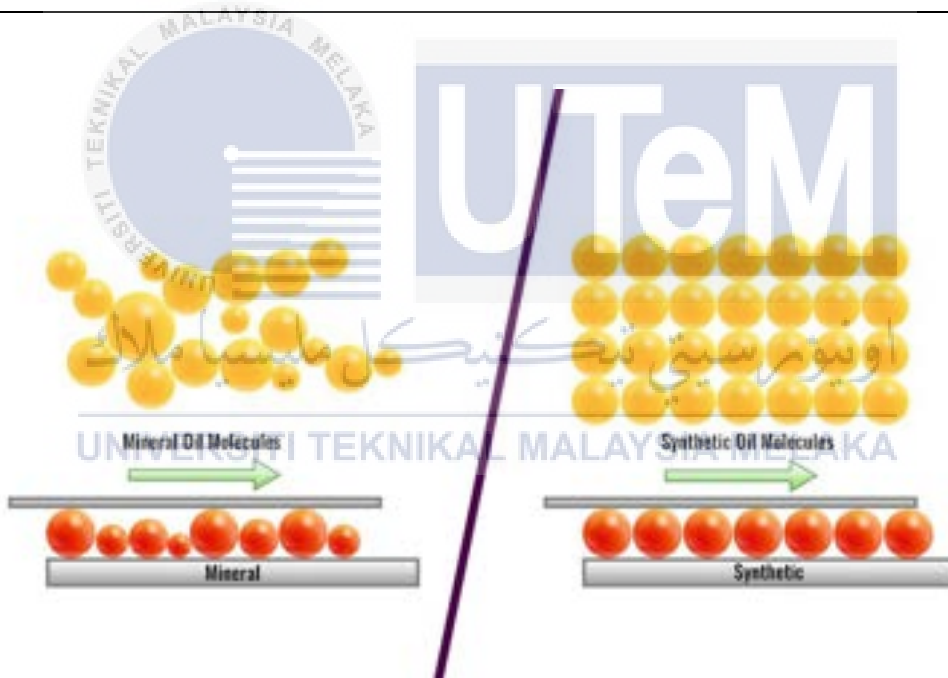 UNIVERSITI TEKNIKAL MALAYSIA MELAKA
UTeM
اونيۏرسيتي تيكنيكل مليسيا ملاك
UNIVERSITI TEKNIKAL MALAYSIA MELAKA
Mineral Oil Molecules
Synthetic Oil Molecules
Mineral
Synthetic